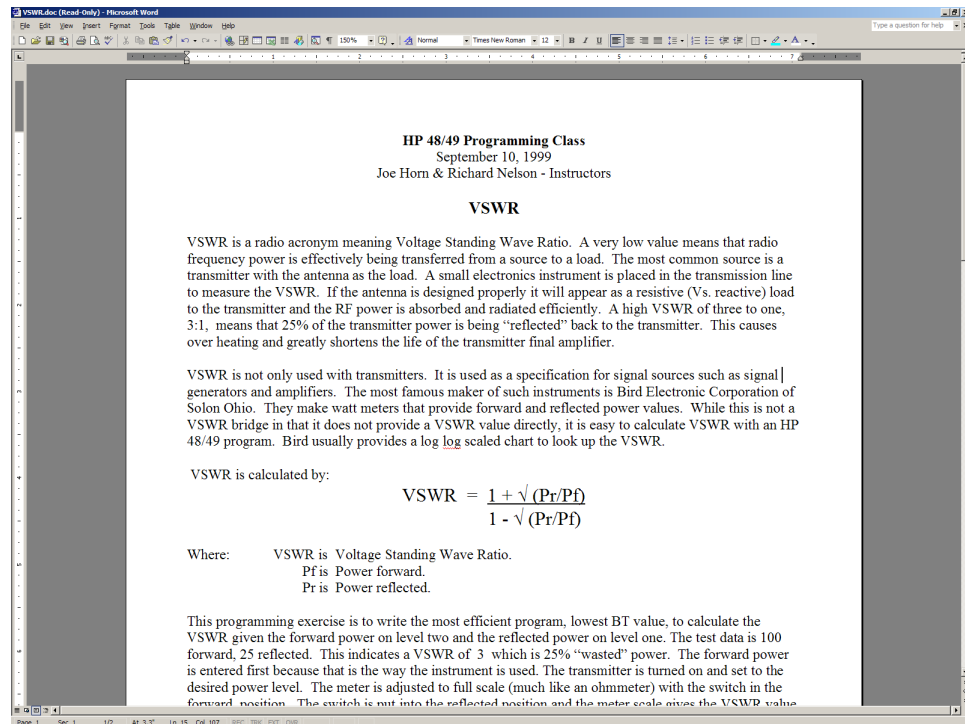 VSWR.doc (Read-Only) - Microsoft Word
File Edit View Insert Format Tools Table Window Help
Type a question for help
150%
Normal
Times New Roman
12
B I U
HP 48/49 Programming Class
September 10, 1999
Joe Horn & Richard Nelson - Instructors
VSWR
VSWR is a radio acronym meaning Voltage Standing Wave Ratio. A very low value means that radio
frequency power is effectively being transferred from a source to a load. The most common source is a
transmitter with the antenna as the load. A small electronics instrument is placed in the transmission line
to measure the VSWR. If the antenna is designed properly it will appear as a resistive (Vs. reactive) load
to the transmitter and the RF power is absorbed and radiated efficiently. A high VSWR of three to one,
3:1, means that 25% of the transmitter power is being “reflected” back to the transmitter. This causes
over heating and greatly shortens the life of the transmitter final amplifier.
VSWR is not only used with transmitters. It is used as a specification for signal sources such as signal
generators and amplifiers. The most famous maker of such instruments is Bird Electronic Corporation of
Solon Ohio. They make watt meters that provide forward and reflected power values. While this is not a
VSWR bridge in that it does not provide a VSWR value directly, it is easy to calculate VSWR with an HP
48/49 program. Bird usually provides a log log scaled chart to look up the VSWR.
VSWR is calculated by:
VSWR = 1 + √ (Pr/Pf)
1 - √ (Pr/Pf)
Where: VSWR is Voltage Standing Wave Ratio.
Pf is Power forward.
Pr is Power reflected.
This programming exercise is to write the most efficient program, lowest BT value, to calculate the
VSWR given the forward power on level two and the reflected power on level one. The test data is 100
forward, 25 reflected. This indicates a VSWR of 3 which is 25% “wasted” power. The forward power
is entered first because that is the way the instrument is used. The transmitter is turned on and set to the
desired power level. The meter is adjusted to full scale (much like an ohmmeter) with the switch in the
forward position. The switch is put into the reflected position and the meter scale gives the VSWR value
Page 1 Sec 1 1/2 At 3.3" Ln 15 Col 107 REC TRK EXT OVR